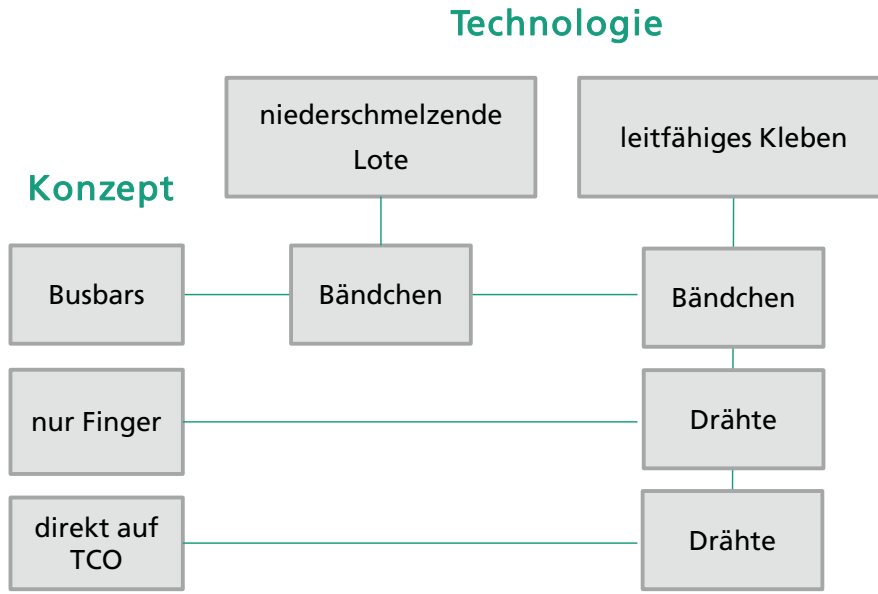 Technologie
niederschmelzende
Lote
leitfähiges Kleben
Konzept
Busbars
Bändchen
Bändchen
nur Finger
Drähte
direkt auf
TCO
Drähte